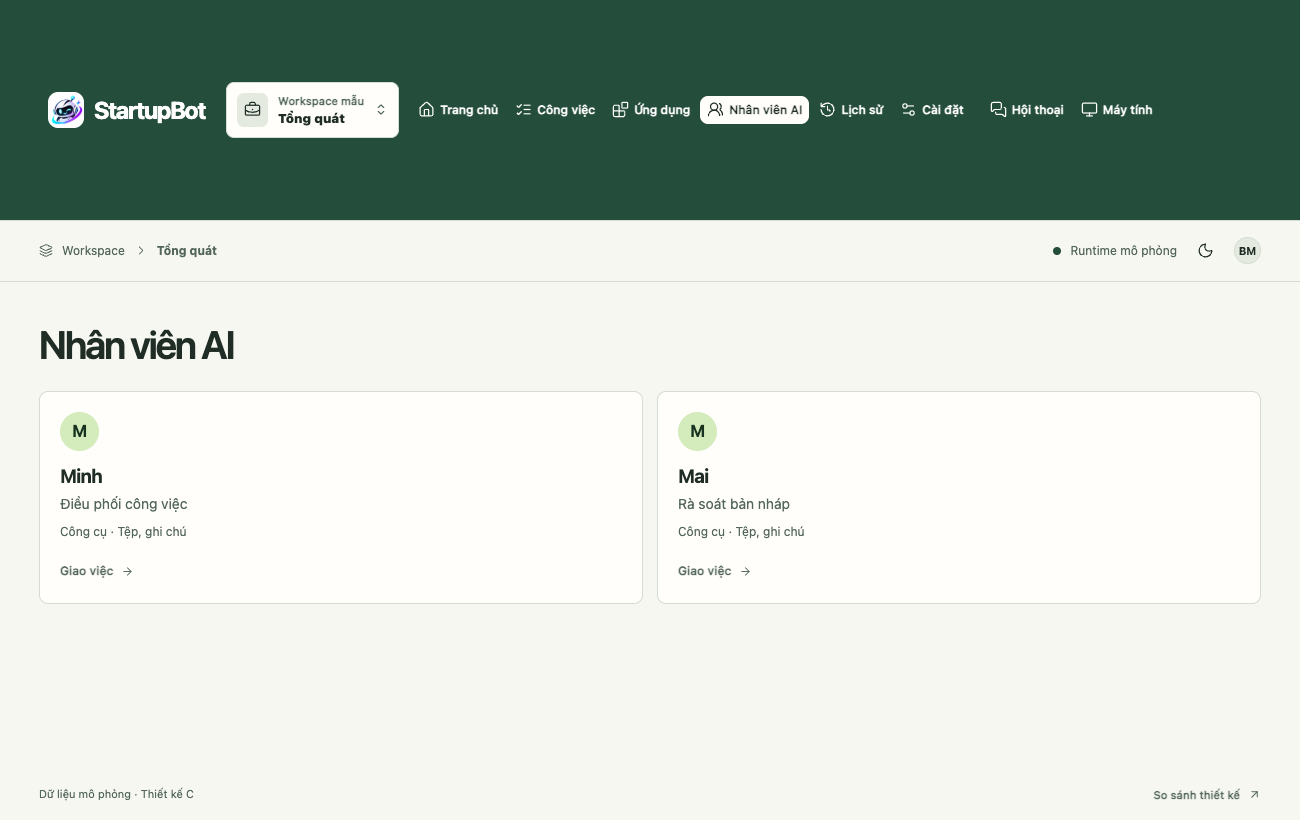 StartupBot
Workspace mẫu
Tổng quát
Trang chủ
Công việc
Ứng dụng
Nhân viên AI
Lịch sử
Cài đặt
Hội thoại
Máy tính
Workspace
Tổng quát
Runtime mô phỏng
BM
Nhân viên AI
M
Minh
Điều phối công việc
Công cụ · Tệp, ghi chú
Giao việc
M
Mai
Rà soát bản nháp
Công cụ · Tệp, ghi chú
Giao việc
Dữ liệu mô phỏng · Thiết kế C
So sánh thiết kế